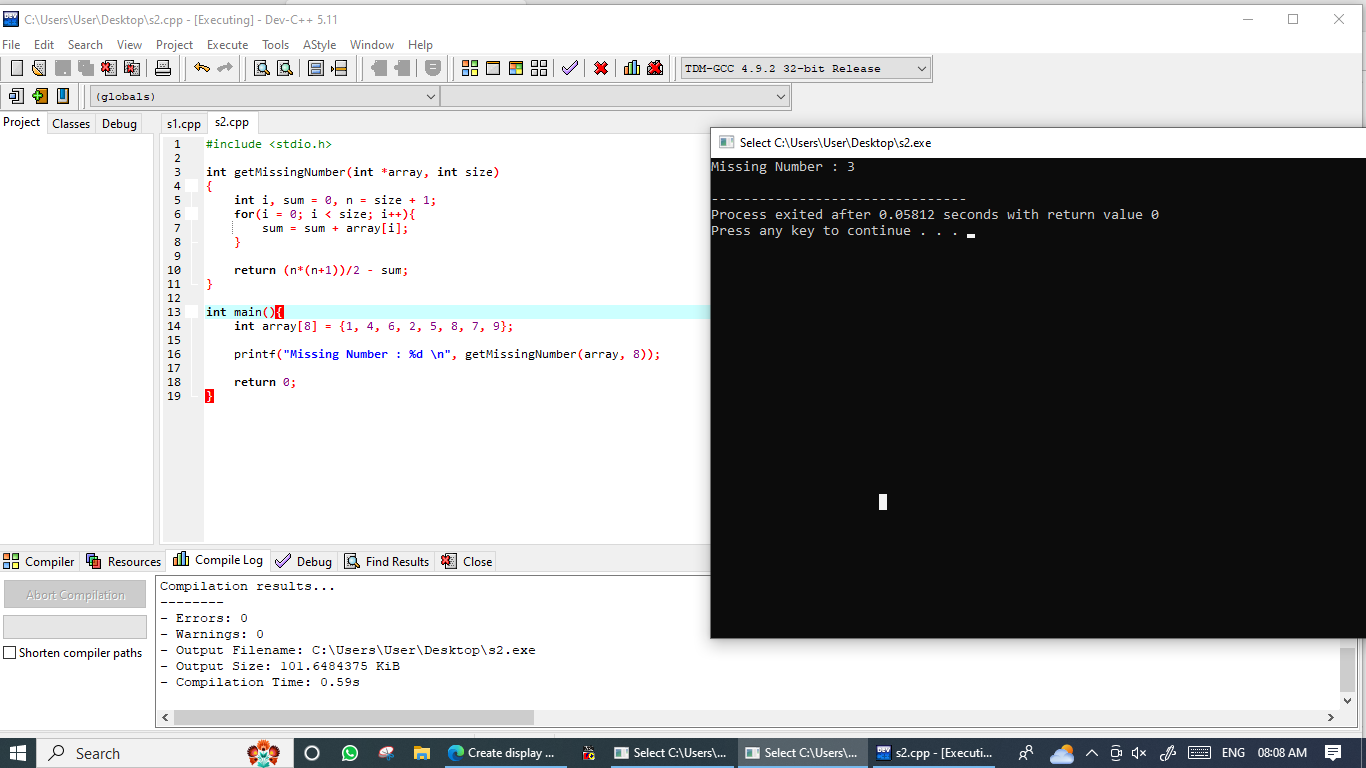 C:\Users\User\Desktop\s2.cpp - [Executing] - Dev-C++ 5.11
File Edit Search View Project Execute Tools AStyle Window Help
TDM-GCC 4.9.2 32-bit Release
(globals)
Project Classes Debug s1.cpp s2.cpp
1 #include <stdio.h>
2
3 int getMissingNumber(int *array, int size)
4 {
5 int i, sum = 0, n = size + 1;
6 for(i = 0; i < size; i++){
7 sum = sum + array[i];
8 }
9
10 return (n*(n+1))/2 - sum;
11 }
12
13 int main(){
14 int array[8] = {1, 4, 6, 2, 5, 8, 7, 9};
15
16 printf("Missing Number : %d \n", getMissingNumber(array, 8));
17
18 return 0;
19 }
Select C:\Users\User\Desktop\s2.exe
Missing Number : 3
--------------------------------
Process exited after 0.05812 seconds with return value 0
Press any key to continue . . .
Compiler Resources Compile Log Debug Find Results Close
Abort Compilation
Shorten compiler paths
Compilation results...
--------
- Errors: 0
- Warnings: 0
- Output Filename: C:\Users\User\Desktop\s2.exe
- Output Size: 101.6484375 KiB
- Compilation Time: 0.59s
Search Create display ... Select C:\Users\... Select C:\Users\... s2.cpp - [Executi... ENG 08:08 AM